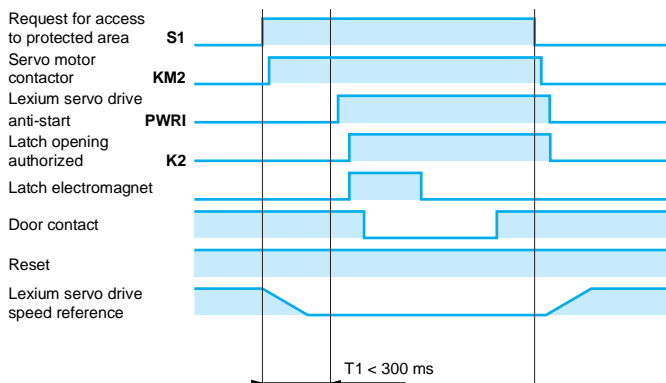 Request for access
to protected area S1
Servo motor
contactor KM2
Lexium servo drive
anti-start PWRI
Latch opening
authorized K2
Latch electromagnet
Door contact
Reset
Lexium servo drive
speed reference
T1 < 300 ms